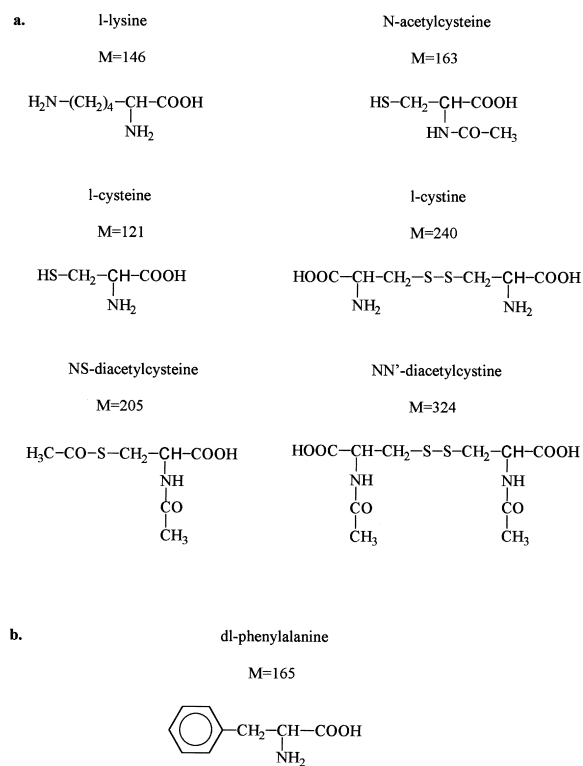 a.
l-lysine
M=146
H₂N–(CH₂)₄–CH–COOH
NH₂
N-acetylcysteine
M=163
HS–CH₂–CH–COOH
HN–CO–CH₃
l-cysteine
M=121
HS–CH₂–CH–COOH
NH₂
l-cystine
M=240
HOOC–CH–CH₂–S–S–CH₂–CH–COOH
NH₂ NH₂
NS-diacetylcysteine
M=205
H₃C–CO–S–CH₂–CH–COOH
NH
CO
CH₃
NN’-diacetylcystine
M=324
HOOC–CH–CH₂–S–S–CH₂–CH–COOH
NH NH
CO CO
CH₃ CH₃
b.
dl-phenylalanine
M=165
CH₂–CH–COOH
NH₂